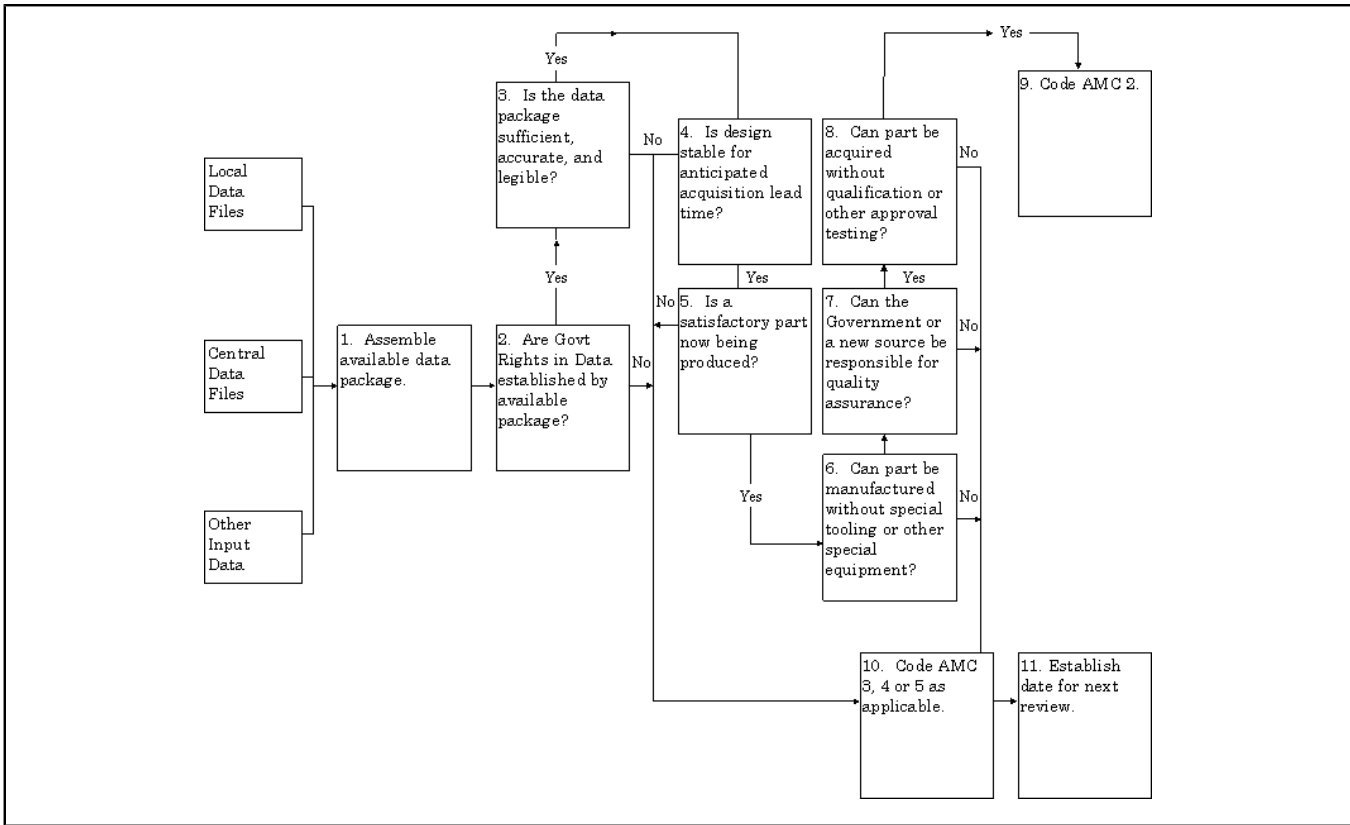 Local
Data
Files
Central
Data
Files
Other
Input
Data
1. Assemble
available data
package.
2. Are Govt
Rights in Data
established by
available
package?
No
Yes
3. Is the data
package
sufficient,
accurate, and
legible?
Yes
No
4. Is design
stable for
anticipated
acquisition lead
time?
Yes
No
5. Is a
satisfactory part
now being
produced?
Yes
6. Can part be
manufactured
without special
tooling or other
special
equipment?
No
7. Can the
Government or
a new source be
responsible for
quality
assurance?
No
Yes
8. Can part be
acquired
without
qualification or
other approval
testing?
No
Yes
9. Code AMC 2.
10. Code AMC
3, 4 or 5 as
applicable.
11. Establish
date for next
review.